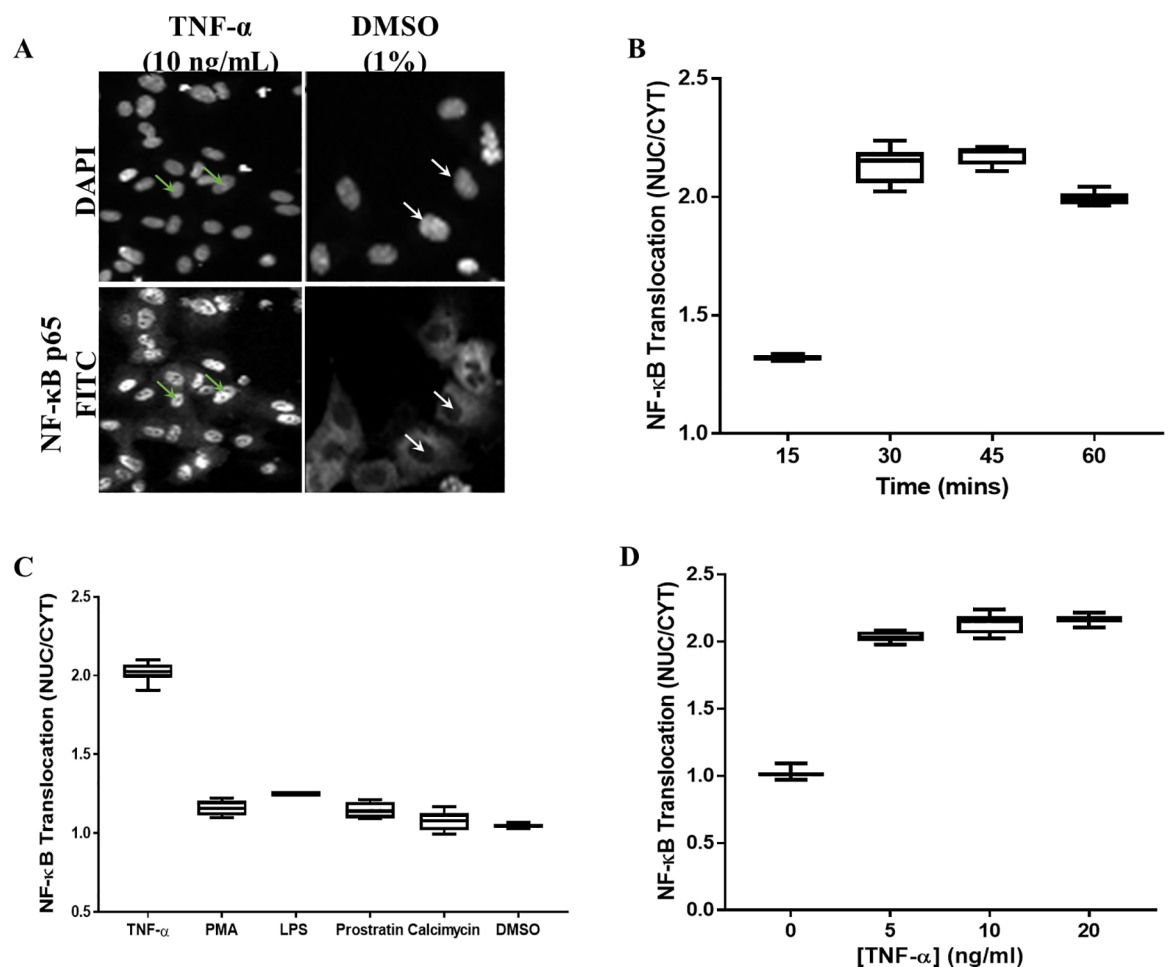 A
TNF-α
(10 ng/mL)
DMSO
(1%)
DAPI
NF-κB p65
FITC
B
NF-κB Translocation (NUC/CYT)
2.5
2.0
1.5
1.0
15 30 45 60
Time (mins)
C
NF-κB Translocation (NUC/CYT)
2.5
2.0
1.5
1.0
0.5
TNF-α PMA LPS Prostratin Calcimycin DMSO
D
NF-κB Translocation (NUC/CYT)
2.5
2.0
1.5
1.0
0.5
0.0
0 5 10 20
[TNF-α] (ng/ml)